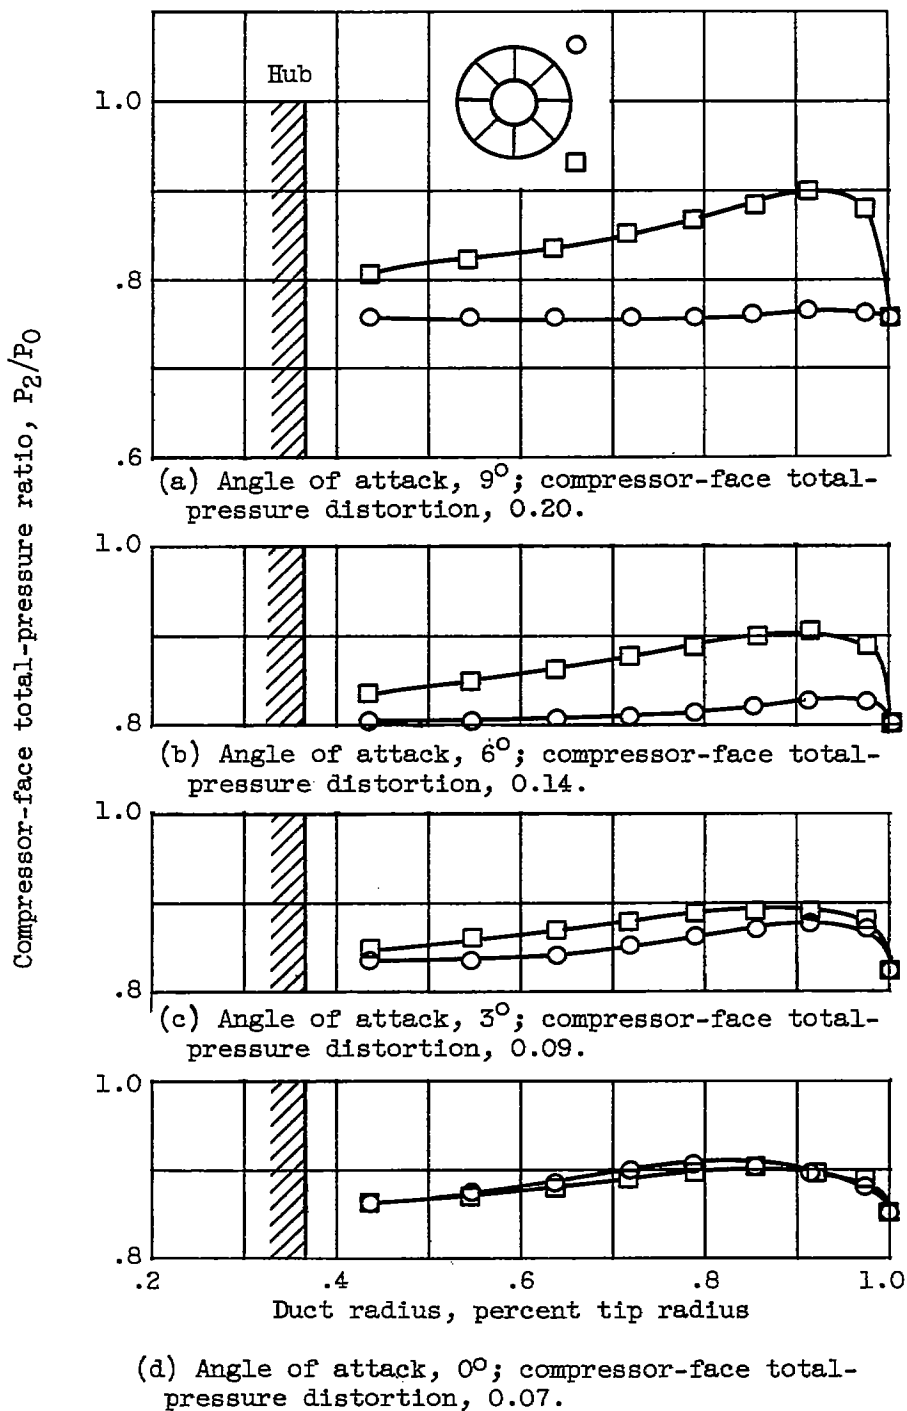 Compressor-face total-pressure ratio, P2/P0
Hub
1.0
.8
.6
(a) Angle of attack, 9°; compressor-face total-
pressure distortion, 0.20.
1.0
.8
(b) Angle of attack, 6°; compressor-face total-
pressure distortion, 0.14.
1.0
.8
(c) Angle of attack, 3°; compressor-face total-
pressure distortion, 0.09.
1.0
.8
.2 .4 .6 .8 1.0
Duct radius, percent tip radius
(d) Angle of attack, 0°; compressor-face total-
pressure distortion, 0.07.